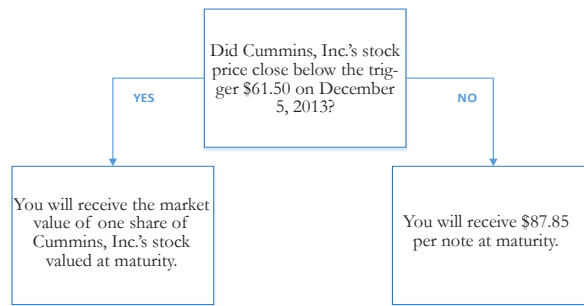 Did Cummins, Inc.'s stock
price close below the trig-
ger $61.50 on December
5, 2013?
YES
NO
You will receive the market
value of one share of
Cummins, Inc.'s stock
valued at maturity.
You will receive $87.85
per note at maturity.